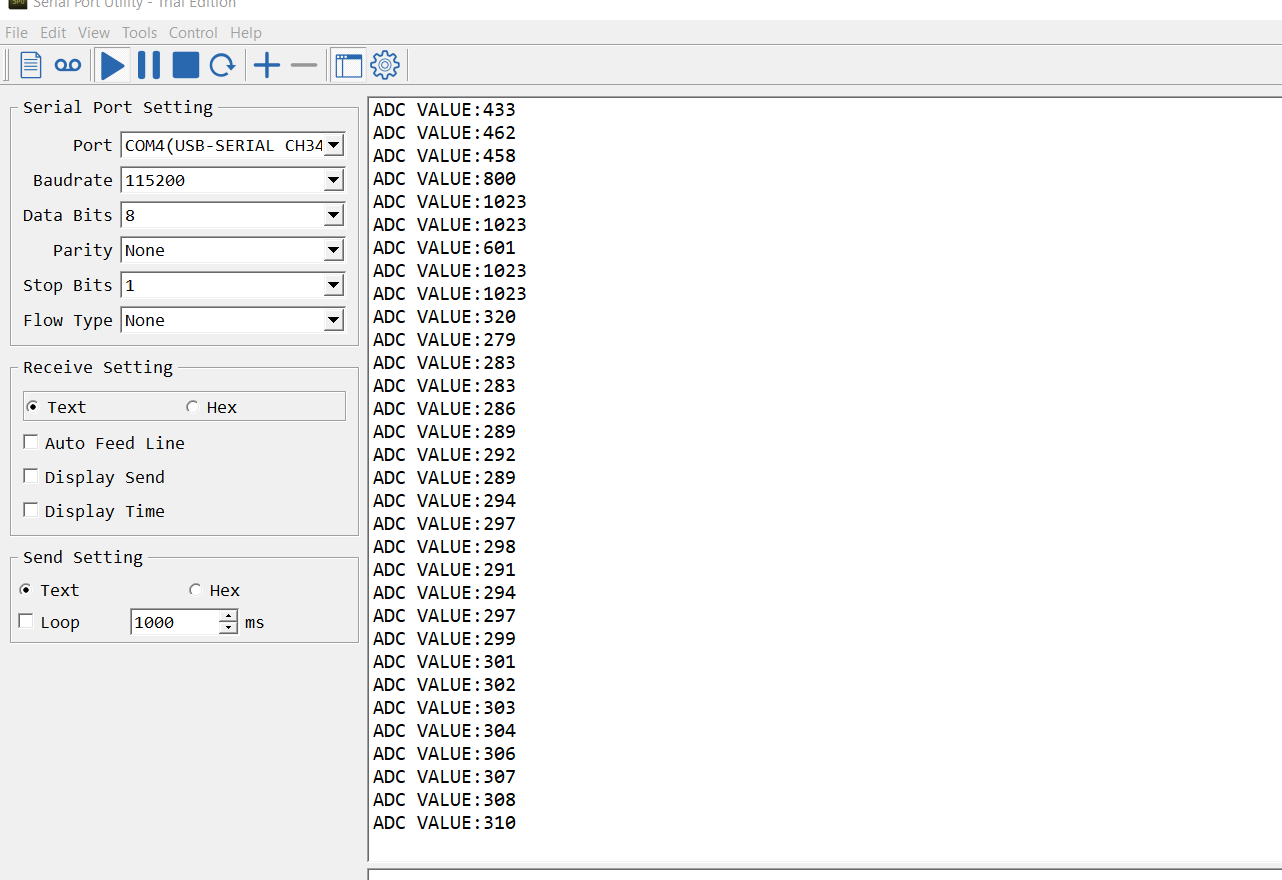 Serial Port Utility - Trial Edition
File Edit View Tools Control Help
Serial Port Setting
Port COM4(USB-SERIAL CH34
Baudrate 115200
Data Bits 8
Parity None
Stop Bits 1
Flow Type None
Receive Setting
Text Hex
Auto Feed Line
Display Send
Display Time
Send Setting
Text Hex
Loop 1000 ms
ADC VALUE:433
ADC VALUE:462
ADC VALUE:458
ADC VALUE:800
ADC VALUE:1023
ADC VALUE:1023
ADC VALUE:601
ADC VALUE:1023
ADC VALUE:1023
ADC VALUE:320
ADC VALUE:279
ADC VALUE:283
ADC VALUE:283
ADC VALUE:286
ADC VALUE:289
ADC VALUE:292
ADC VALUE:289
ADC VALUE:294
ADC VALUE:297
ADC VALUE:298
ADC VALUE:291
ADC VALUE:294
ADC VALUE:297
ADC VALUE:299
ADC VALUE:301
ADC VALUE:302
ADC VALUE:303
ADC VALUE:304
ADC VALUE:306
ADC VALUE:307
ADC VALUE:308
ADC VALUE:310